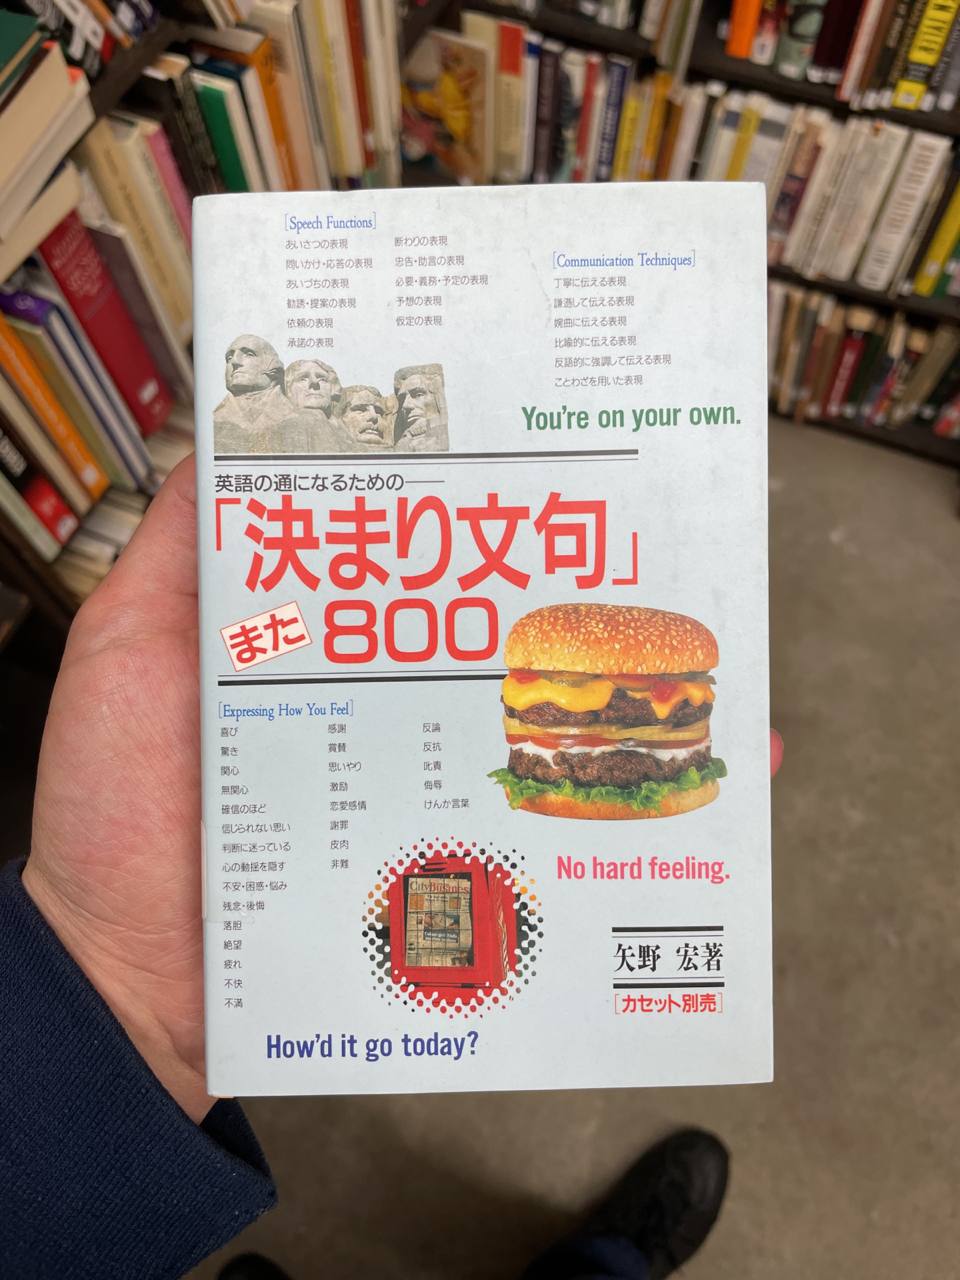 [Speech Functions]
あいさつの表現
問いかけ・応答の表現
あいづちの表現
勧誘・提案の表現
依頼の表現
承諾の表現
断わりの表現
忠告・助言の表現
必要・義務・予定の表現
予想の表現
仮定の表現
[Communication Techniques]
丁寧に伝える表現
謙遜して伝える表現
婉曲に伝える表現
比喩的に伝える表現
反語的に強調して伝える表現
ことわざを用いた表現
You're on your own.
英語の通になるための——
「決まり文句」
また800
[Expressing How You Feel]
喜び
驚き
関心
無関心
確信のほど
信じられない思い
判断に迷っている
心の動揺を隠す
不安・困惑・悩み
残念・後悔
落胆
絶望
疲れ
不快
不満
感謝
賞賛
思いやり
激励
恋愛感情
謝罪
皮肉
非難
反論
反抗
叱責
侮辱
けんか言葉
CityBusiness
No hard feeling.
矢野 宏著
[カセット別売]
How'd it go today?